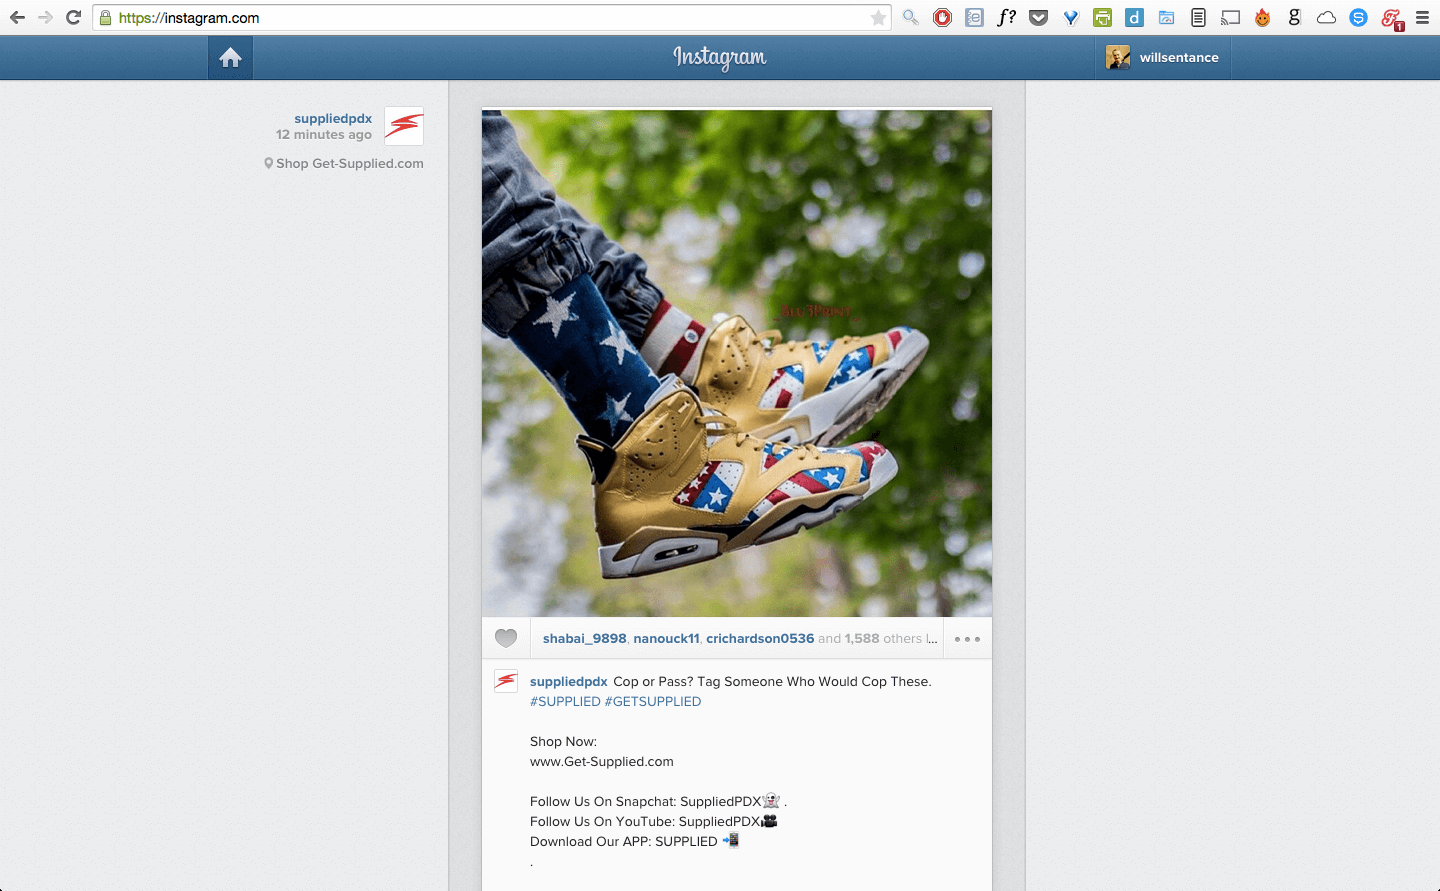 https://instagram.com
f?
d
g
S
1
Instagram
willsentance
suppliedpdx
12 minutes ago
Shop Get-Supplied.com
shabai_9898, nanouck11, crichardson0536 and 1,588 others l...
suppliedpdx Cop or Pass? Tag Someone Who Would Cop These.
#SUPPLIED #GETSUPPLIED
Shop Now:
www.Get-Supplied.com
Follow Us On Snapchat: SuppliedPDX👻 .
Follow Us On YouTube: SuppliedPDX🎥
Download Our APP: SUPPLIED 📲
.